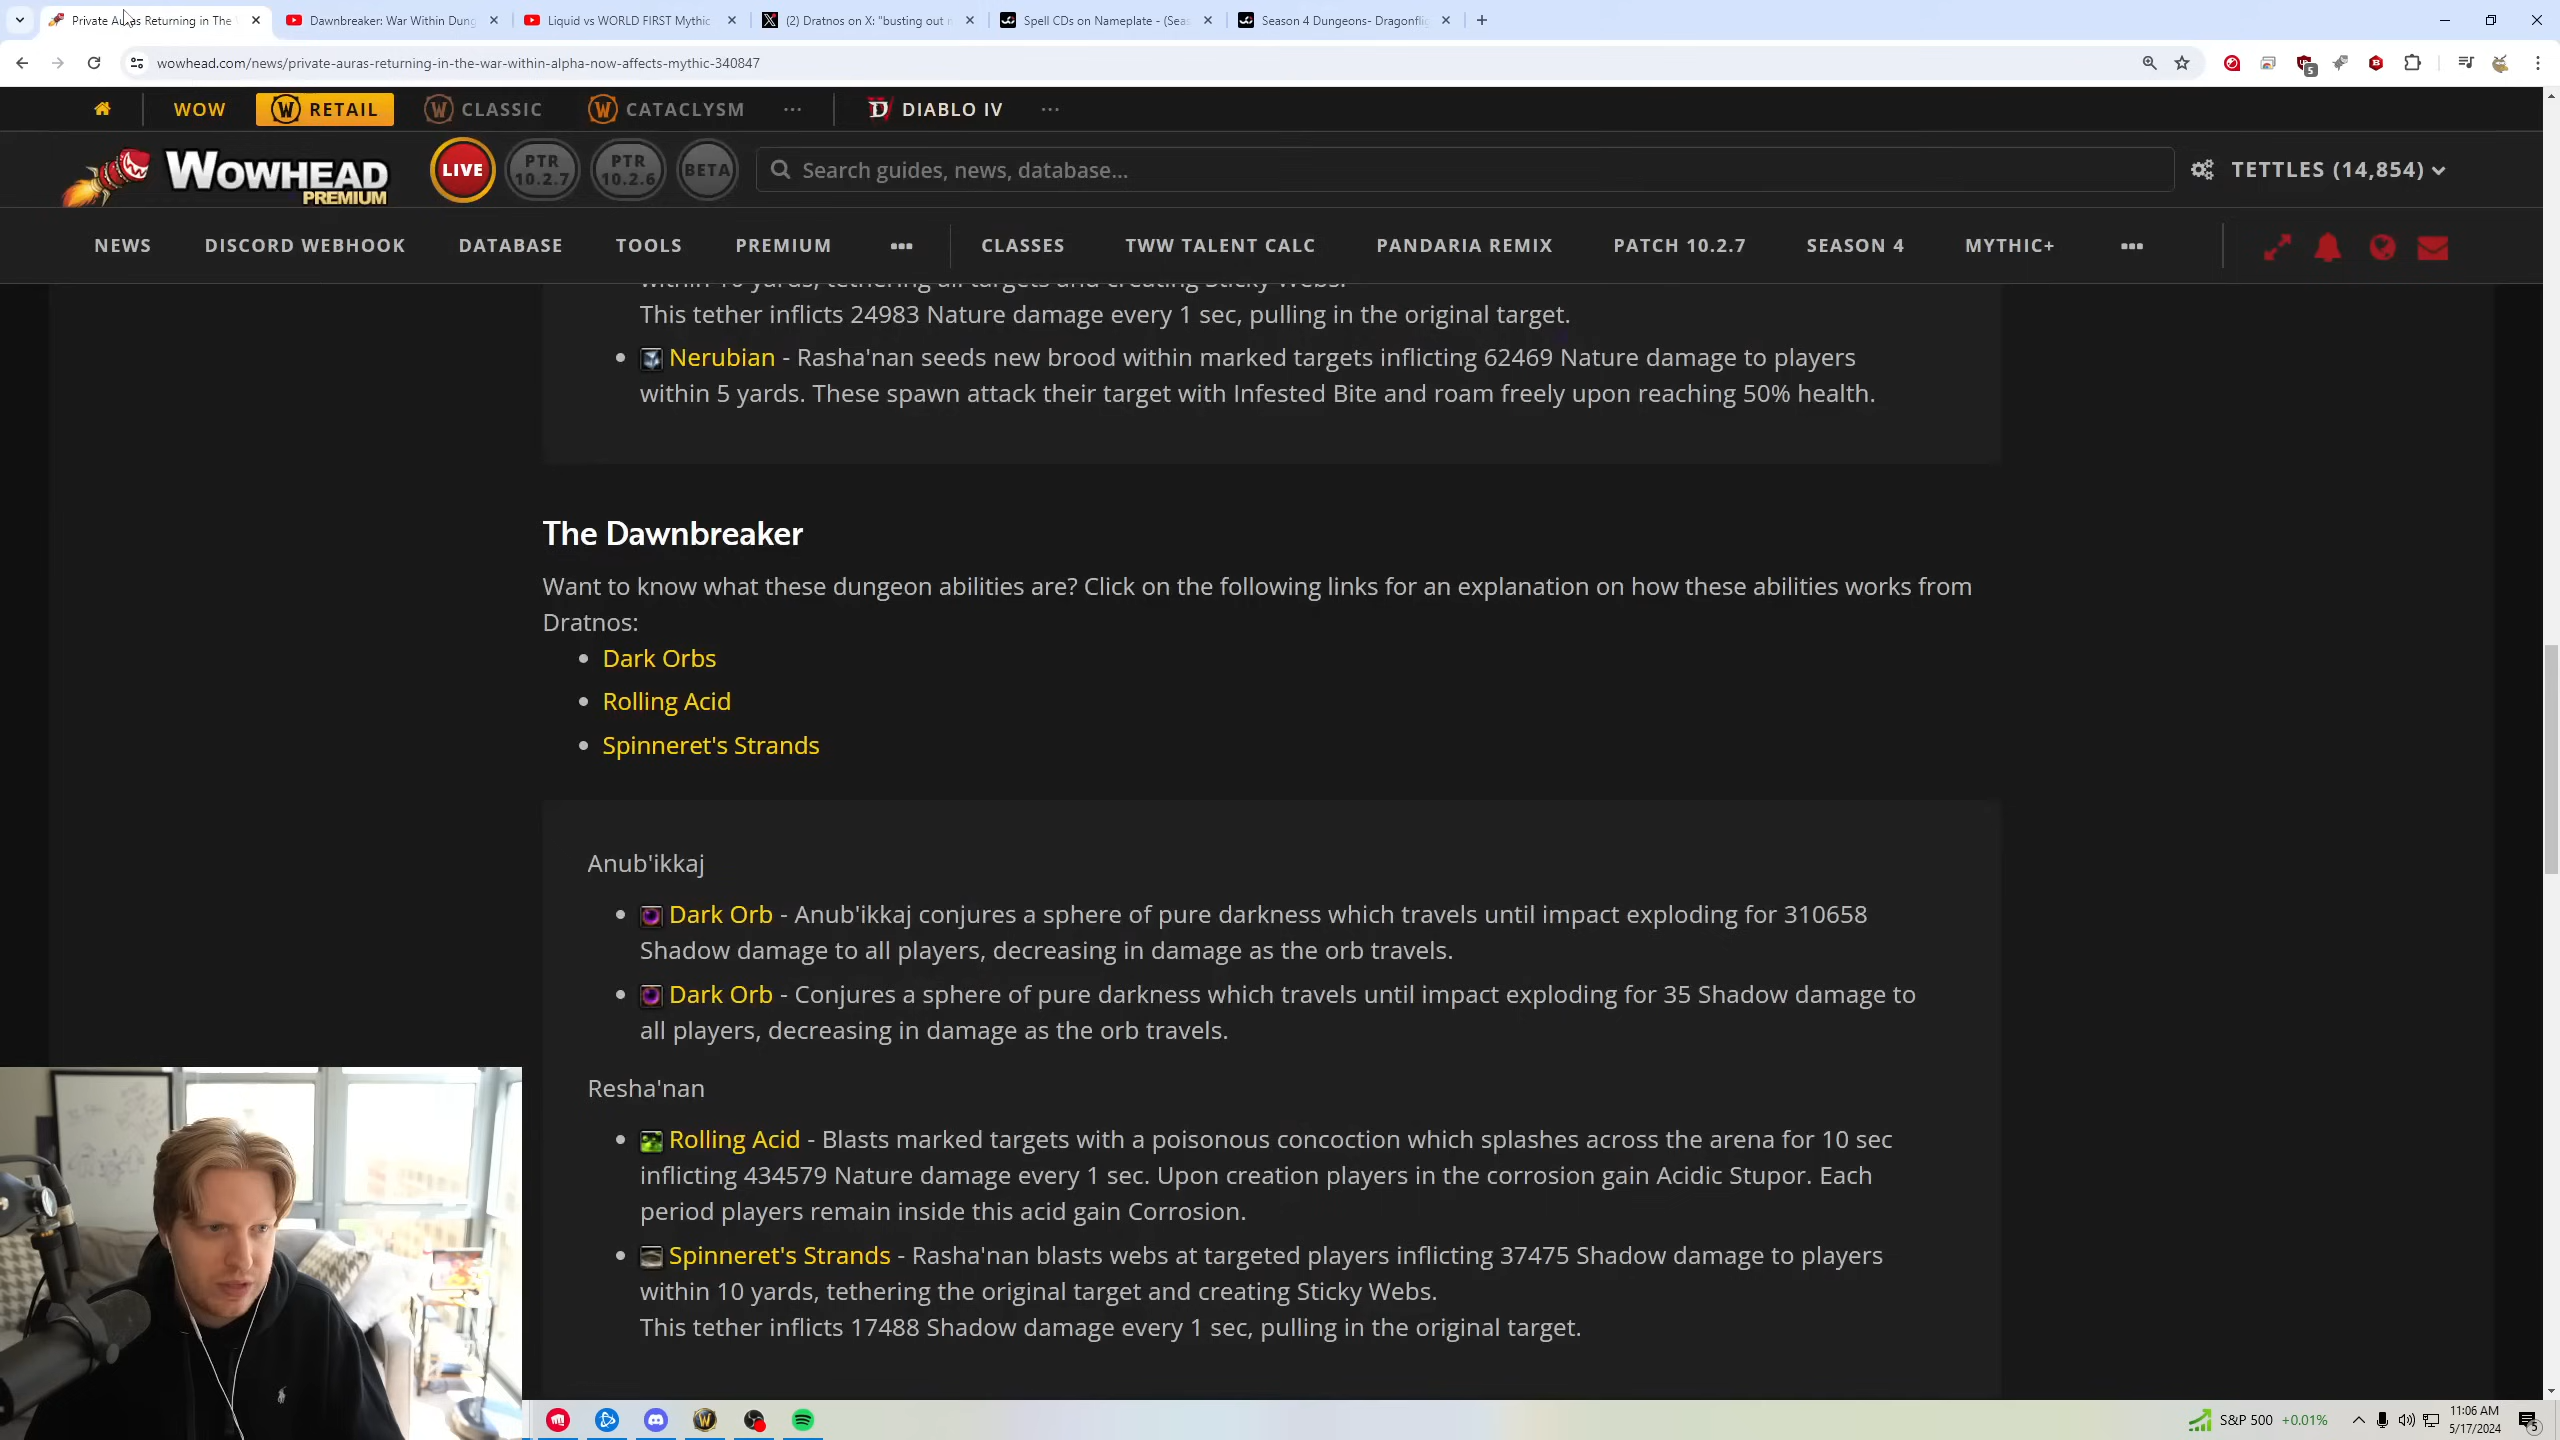 Private Auras Returning in The
Dawnbreaker: War Within Dung
Liquid vs WORLD FIRST Mythic
(2) Dratnos on X: "busting out
Spell CDs on Nameplate - (Sea
Season 4 Dungeons- Dragonfli
wowhead.com/news/private-auras-returning-in-the-war-within-alpha-now-affects-mythic-340847
5
WOW
RETAIL
CLASSIC
CATACLYSM
DIABLO IV
WOWHEAD
PREMIUM
LIVE
PTR
10.2.7
PTR
10.2.6
BETA
Search guides, news, database...
TETTLES (14,854)
NEWS
DISCORD WEBHOOK
DATABASE
TOOLS
PREMIUM
CLASSES
TWW TALENT CALC
PANDARIA REMIX
PATCH 10.2.7
SEASON 4
MYTHIC+
within 10 yards, tethering all targets and creating Sticky Webs.
This tether inflicts 24983 Nature damage every 1 sec, pulling in the original target.
Nerubian - Rasha'nan seeds new brood within marked targets inflicting 62469 Nature damage to players
within 5 yards. These spawn attack their target with Infested Bite and roam freely upon reaching 50% health.
The Dawnbreaker
Want to know what these dungeon abilities are? Click on the following links for an explanation on how these abilities works from
Dratnos:
Dark Orbs
Rolling Acid
Spinneret's Strands
Anub'ikkaj
Dark Orb - Anub'ikkaj conjures a sphere of pure darkness which travels until impact exploding for 310658
Shadow damage to all players, decreasing in damage as the orb travels.
Dark Orb - Conjures a sphere of pure darkness which travels until impact exploding for 35 Shadow damage to
all players, decreasing in damage as the orb travels.
Resha'nan
Rolling Acid - Blasts marked targets with a poisonous concoction which splashes across the arena for 10 sec
inflicting 434579 Nature damage every 1 sec. Upon creation players in the corrosion gain Acidic Stupor. Each
period players remain inside this acid gain Corrosion.
Spinneret's Strands - Rasha'nan blasts webs at targeted players inflicting 37475 Shadow damage to players
within 10 yards, tethering the original target and creating Sticky Webs.
This tether inflicts 17488 Shadow damage every 1 sec, pulling in the original target.
S&P 500 +0.01%
11:06 AM
5/17/2024
5